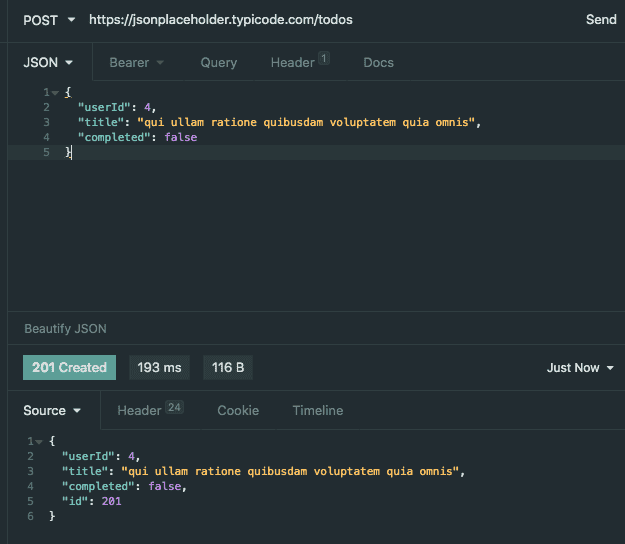 POST https://jsonplaceholder.typicode.com/todos Send
JSON Bearer Query Header 1 Docs
1 {
2 "userId": 4,
3 "title": "qui ullam ratione quibusdam voluptatem quia omnis",
4 "completed": false
5 }
Beautify JSON
201 Created 193 ms 116 B Just Now
Source Header 24 Cookie Timeline
1 {
2 "userId": 4,
3 "title": "qui ullam ratione quibusdam voluptatem quia omnis",
4 "completed": false,
5 "id": 201
6 }